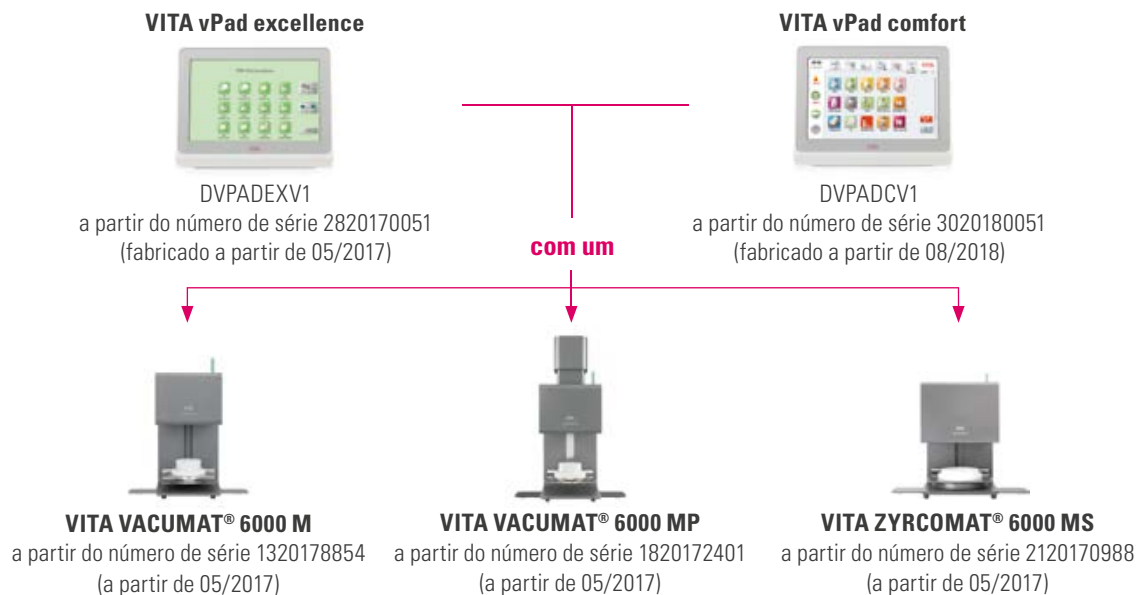 VITA vPad excellence
VITA vPad comfort
DVPADEXV1
a partir do número de série 2820170051
(fabricado a partir de 05/2017)
DVPADCV1
a partir do número de série 3020180051
(fabricado a partir de 08/2018)
com um
VITA VACUMAT® 6000 M
a partir do número de série 1320178854
(a partir de 05/2017)
VITA VACUMAT® 6000 MP
a partir do número de série 1820172401
(a partir de 05/2017)
VITA ZYRCOMAT® 6000 MS
a partir do número de série 2120170988
(a partir de 05/2017)